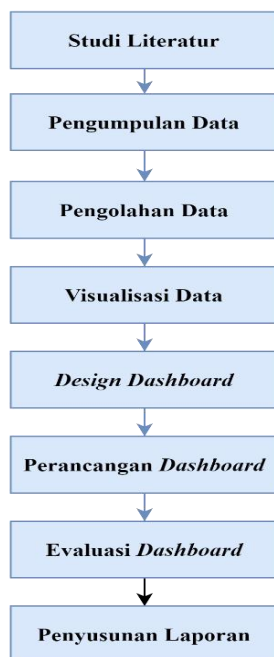 Studi Literatur
Pengumpulan Data
Pengolahan Data
Visualisasi Data
Design Dashboard
Perancangan Dashboard
Evaluasi Dashboard
Penyusunan Laporan